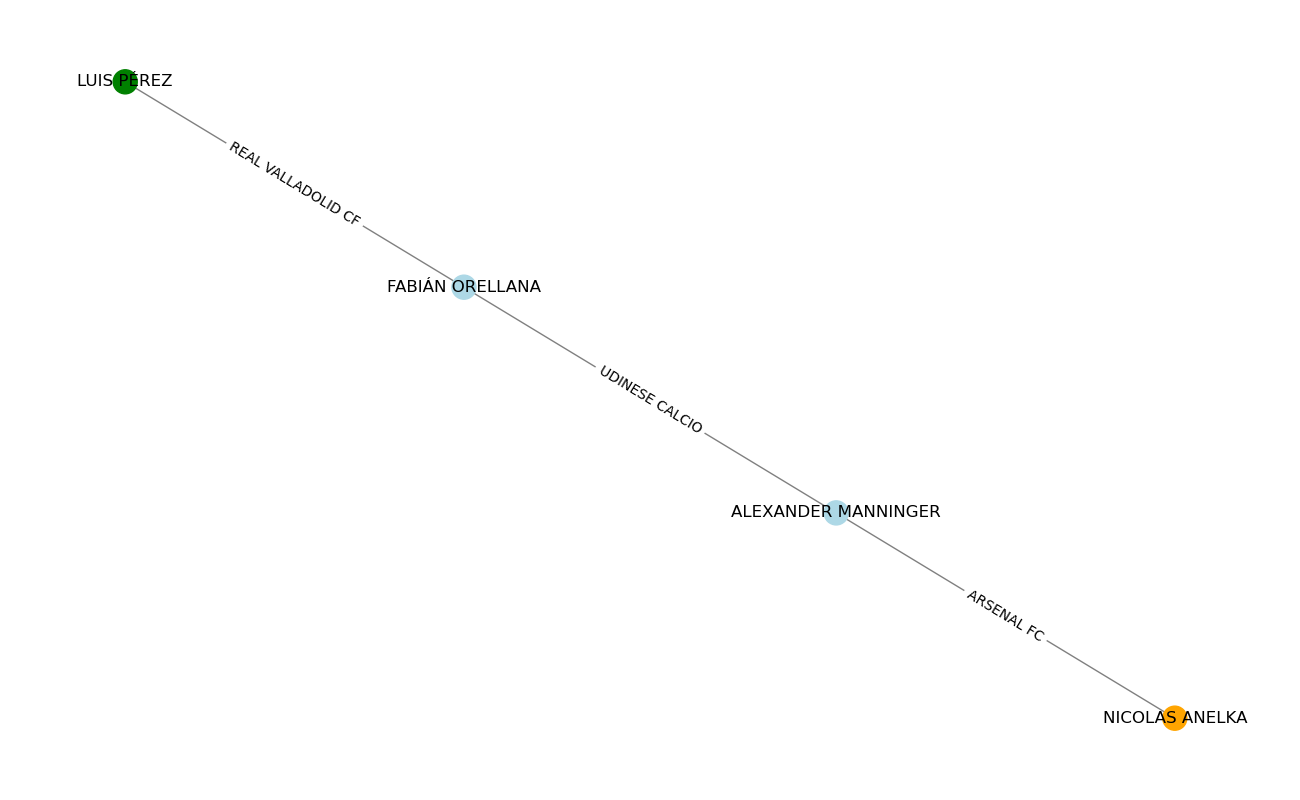 LUIS PÉREZ
REAL VALLADOLID CF
FABIÁN ORELLANA
UDINESE CALCIO
ALEXANDER MANNINGER
ARSENAL FC
NICOLAS ANELKA